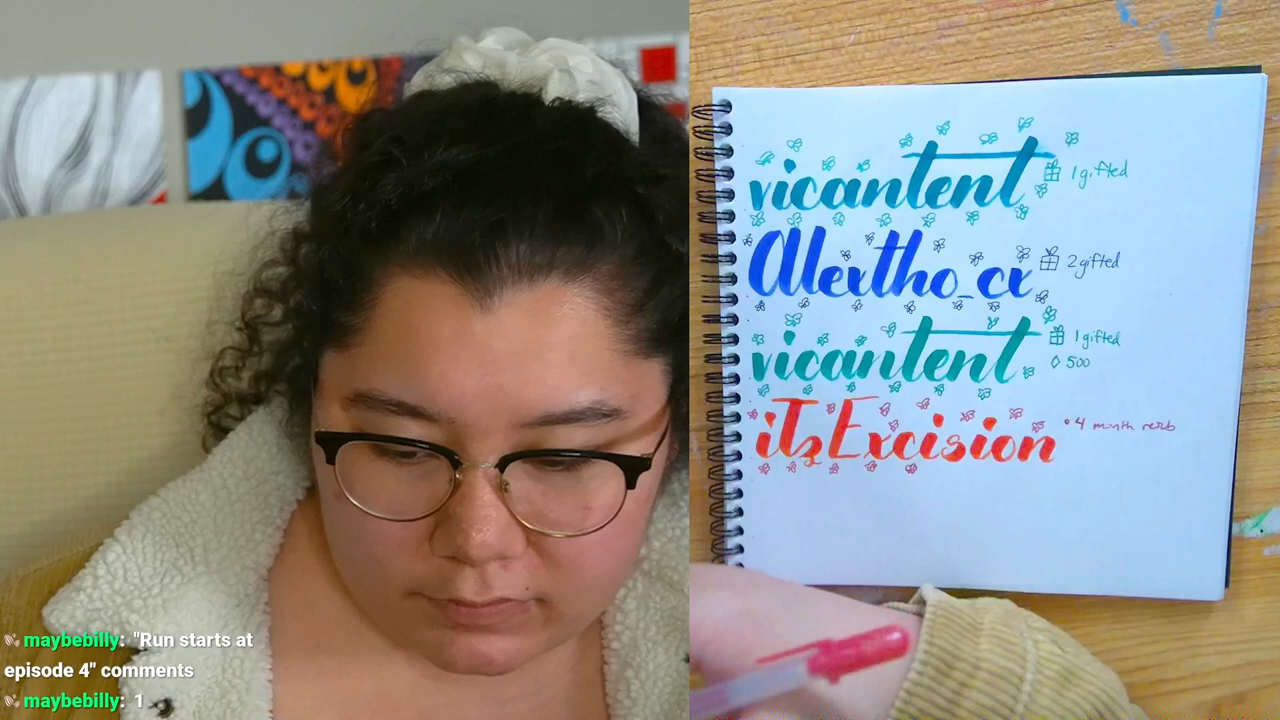 vicantent 1 gifted
Alextho_cx 2 gifted
vicantent 1 gifted
500
itzExcision 4 month resub
maybebilly: "Run starts at
episode 4" comments
maybebilly: 1